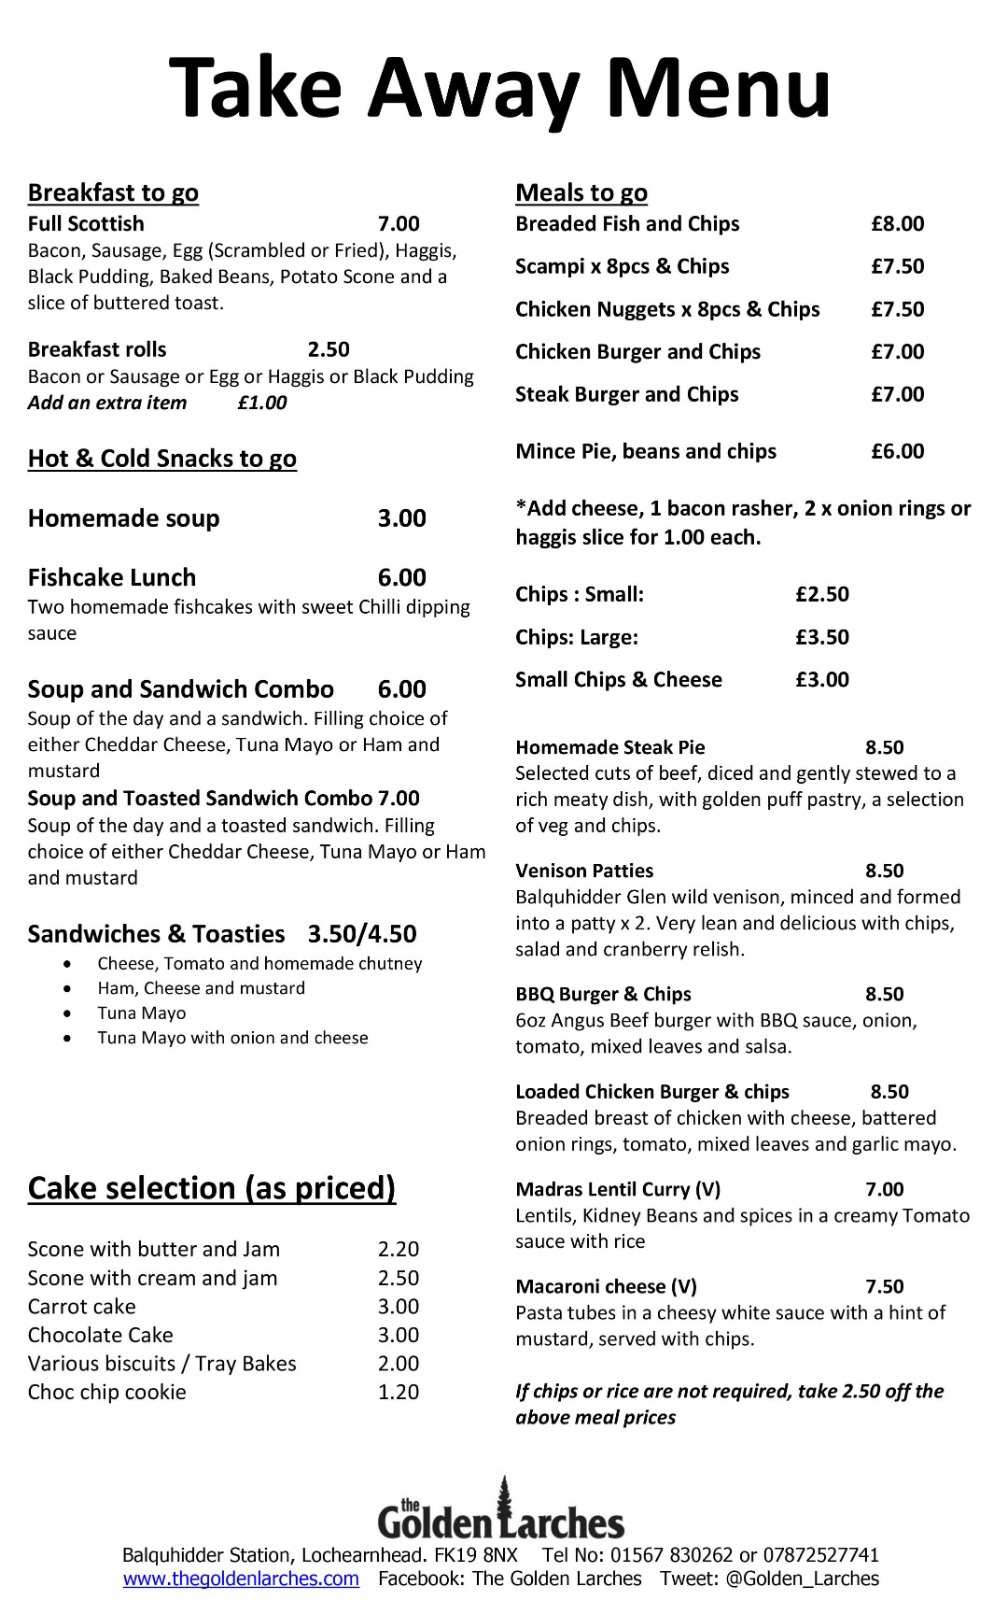 Take Away Menu
Breakfast to go
Full Scottish 7.00
Bacon, Sausage, Egg (Scrambled or Fried), Haggis,
Black Pudding, Baked Beans, Potato Scone and a
slice of buttered toast.
Breakfast rolls 2.50
Bacon or Sausage or Egg or Haggis or Black Pudding
Add an extra item £1.00
Hot & Cold Snacks to go
Homemade soup 3.00
Fishcake Lunch 6.00
Two homemade fishcakes with sweet Chilli dipping
sauce
Soup and Sandwich Combo 6.00
Soup of the day and a sandwich. Filling choice of
either Cheddar Cheese, Tuna Mayo or Ham and
mustard
Soup and Toasted Sandwich Combo 7.00
Soup of the day and a toasted sandwich. Filling
choice of either Cheddar Cheese, Tuna Mayo or Ham
and mustard
Sandwiches & Toasties 3.50/4.50
• Cheese, Tomato and homemade chutney
• Ham, Cheese and mustard
• Tuna Mayo
• Tuna Mayo with onion and cheese
Cake selection (as priced)
Scone with butter and Jam 2.20
Scone with cream and jam 2.50
Carrot cake 3.00
Chocolate Cake 3.00
Various biscuits / Tray Bakes 2.00
Choc chip cookie 1.20
Meals to go
Breaded Fish and Chips £8.00
Scampi x 8pcs & Chips £7.50
Chicken Nuggets x 8pcs & Chips £7.50
Chicken Burger and Chips £7.00
Steak Burger and Chips £7.00
Mince Pie, beans and chips £6.00
*Add cheese, 1 bacon rasher, 2 x onion rings or
haggis slice for 1.00 each.
Chips : Small: £2.50
Chips: Large: £3.50
Small Chips & Cheese £3.00
Homemade Steak Pie 8.50
Selected cuts of beef, diced and gently stewed to a
rich meaty dish, with golden puff pastry, a selection
of veg and chips.
Venison Patties 8.50
Balquhidder Glen wild venison, minced and formed
into a patty x 2. Very lean and delicious with chips,
salad and cranberry relish.
BBQ Burger & Chips 8.50
6oz Angus Beef burger with BBQ sauce, onion,
tomato, mixed leaves and salsa.
Loaded Chicken Burger & chips 8.50
Breaded breast of chicken with cheese, battered
onion rings, tomato, mixed leaves and garlic mayo.
Madras Lentil Curry (V) 7.00
Lentils, Kidney Beans and spices in a creamy Tomato
sauce with rice
Macaroni cheese (V) 7.50
Pasta tubes in a cheesy white sauce with a hint of
mustard, served with chips.
If chips or rice are not required, take 2.50 off the
above meal prices
the Golden Larches
Balquhidder Station, Lochearnhead. FK19 8NX Tel No: 01567 830262 or 07872527741
www.thegoldenlarches.com Facebook: The Golden Larches Tweet: @Golden_Larches